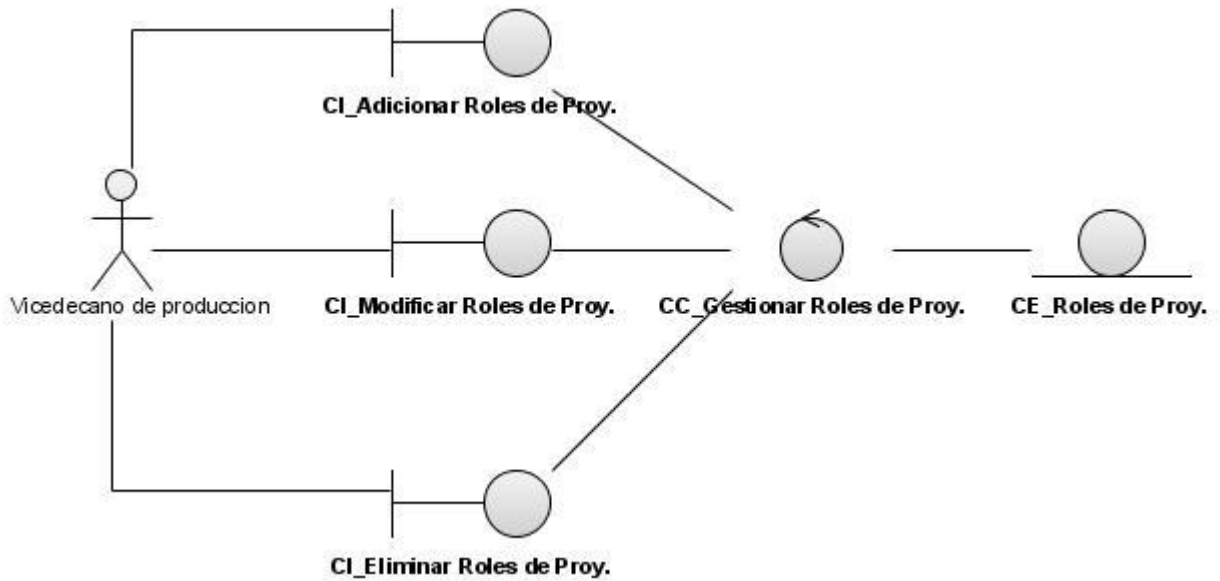 CI_Adicionar Roles de Proy.
Vicedecano de produccion
CI_Modificar Roles de Proy.
CC_Gestionar Roles de Proy.
CE_Roles de Proy.
CI_Eliminar Roles de Proy.